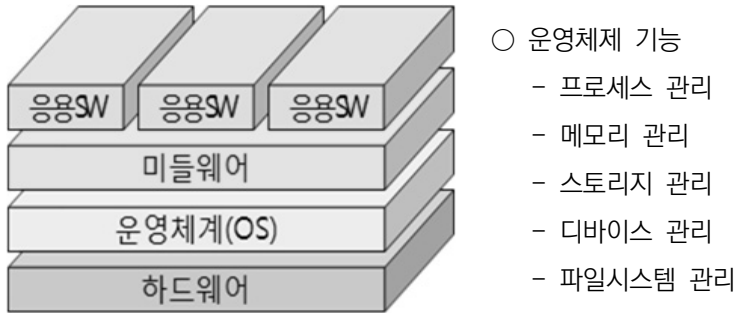 응용SW 응용SW 응용SW
미들웨어
운영체계(OS)
하드웨어
○ 운영체제 기능
- 프로세스 관리
- 메모리 관리
- 스토리지 관리
- 디바이스 관리
- 파일시스템 관리